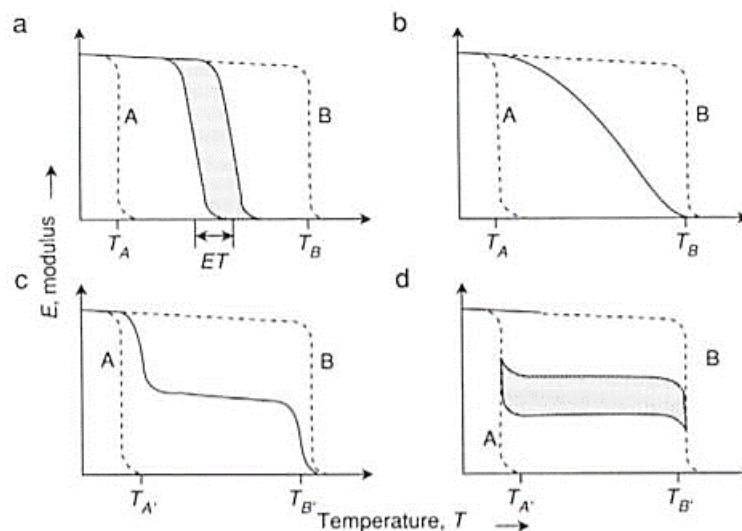 a
A
B
T_A
ET
T_B
b
A
B
T_A
T_B
E, modulus
c
A
B
T_A'
T_B'
d
A
B
T_A'
T_B'
Temperature, T